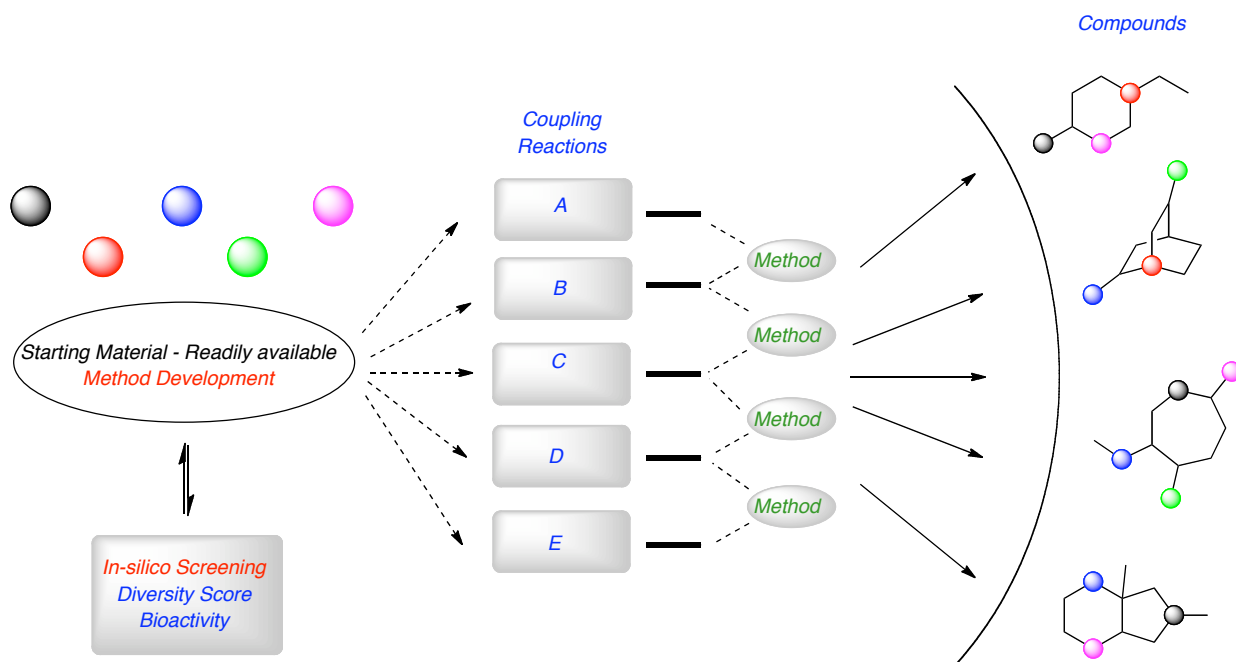 Compounds
Coupling
Reactions
A
B
C
D
E
Method
Method
Method
Method
Starting Material - Readily available
Method Development
In-silico Screening
Diversity Score
Bioactivity